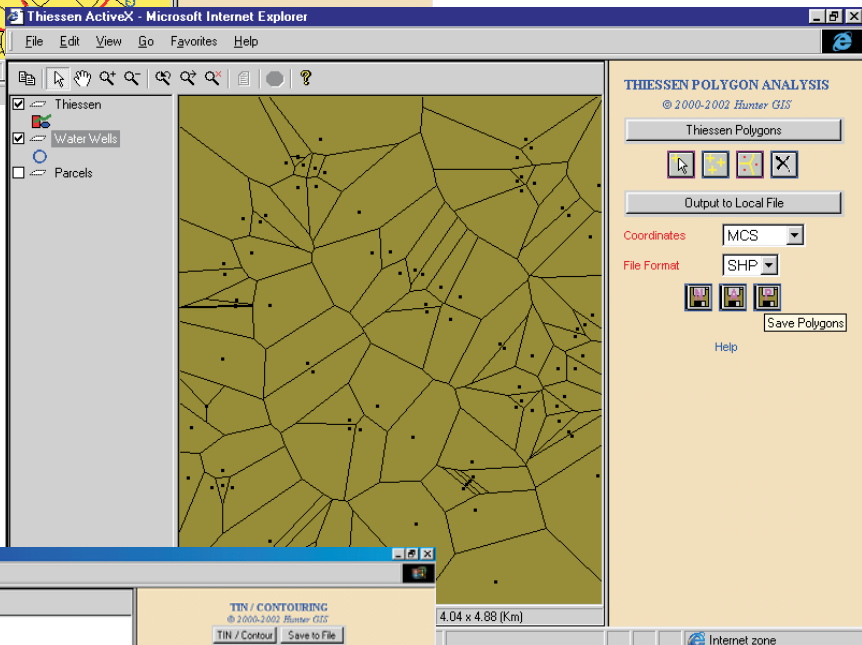 Thiessen ActiveX - Microsoft Internet Explorer
File Edit View Go Favorites Help
Thiessen
Water Wells
Parcels
THIESSEN POLYGON ANALYSIS
© 2000-2002 Hunter GIS
Thiessen Polygons
Output to Local File
Coordinates MCS
File Format SHP
Save Polygons
Help
4.04 x 4.88 (Km)
Internet zone
TIN / CONTOURING
© 2000-2002 Hunter GIS
TIN / Contour Save to File